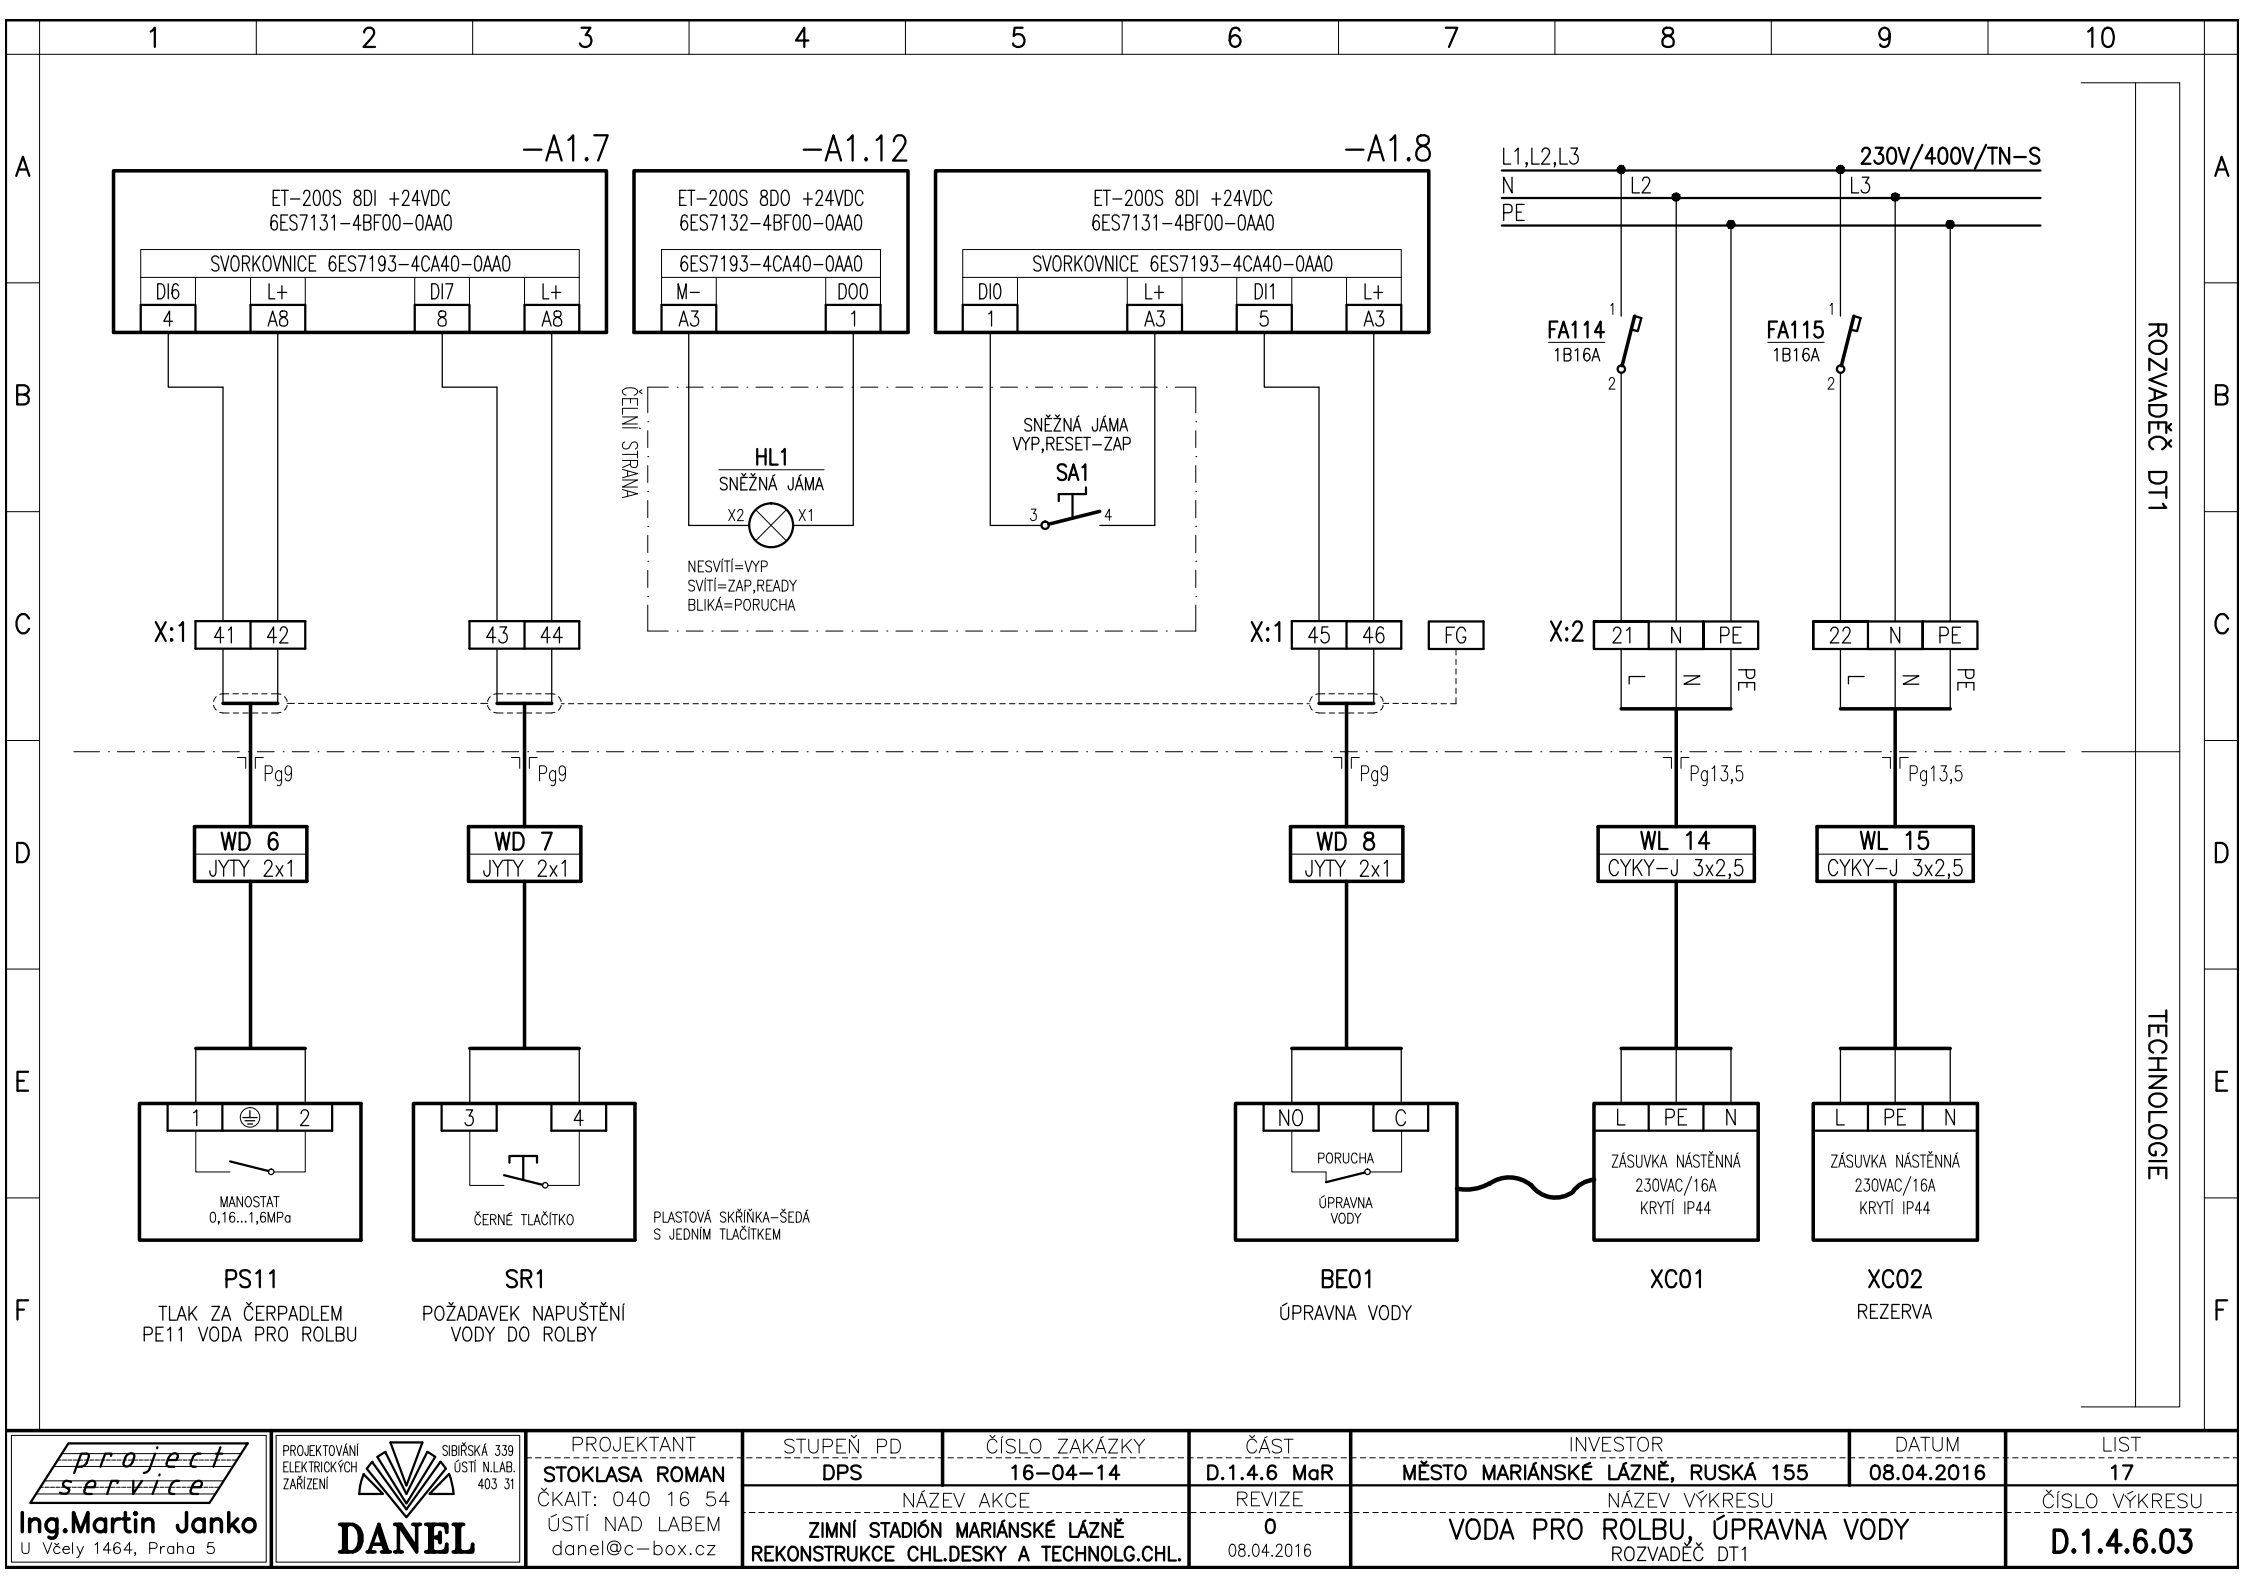 1 2 3 4 5 6 7 8 9 10
A A
B B
C C
D D
E E
F F
-A1.7
ET-200S 8DI +24VDC
6ES7131-4BF00-0AA0
SVORKOVNICE 6ES7193-4CA40-0AA0
DI6 L+ DI7 L+
4 A8 8 A8
-A1.12
ET-200S 8DO +24VDC
6ES7132-4BF00-0AA0
6ES7193-4CA40-0AA0
M- DO0
A3 1
-A1.8
ET-200S 8DI +24VDC
6ES7131-4BF00-0AA0
SVORKOVNICE 6ES7193-4CA40-0AA0
DI0 L+ DI1 L+
1 A3 5 A3
L1,L2,L3 230V/400V/TN-S
N L2 L3
PE
1 1
FA114 FA115
1B16A 1B16A
2 2
ROZVADĚČ DT1
ČELNÍ STRANA
HL1
SNĚŽNÁ JÁMA
X2 X1
NESVÍTÍ=VYP
SVÍTÍ=ZAP,READY
BLIKÁ=PORUCHA
SNĚŽNÁ JÁMA
VYP,RESET-ZAP
SA1
3 4
X:1 41 42 43 44 X:1 45 46 FG X:2 21 N PE 22 N PE
L N PE L N PE
Pg9 Pg9 Pg9 Pg13,5 Pg13,5
WD 6 WD 7 WD 8 WL 14 WL 15
JYTY 2x1 JYTY 2x1 JYTY 2x1 CYKY-J 3x2,5 CYKY-J 3x2,5
TECHNOLOGIE
1 2
MANOSTAT
0,16...1,6MPa
PS11
TLAK ZA ČERPADLEM
PE11 VODA PRO ROLBU
3 4
ČERNÉ TLAČÍTKO
PLASTOVÁ SKŘÍŇKA-ŠEDÁ
S JEDNÍM TLAČÍTKEM
SR1
POŽADAVEK NAPUŠTĚNÍ
VODY DO ROLBY
NO C
PORUCHA
ÚPRAVNA
VODY
BE01
ÚPRAVNA VODY
L PE N
ZÁSUVKA NÁSTĚNNÁ
230VAC/16A
KRYTÍ IP44
XC01
L PE N
ZÁSUVKA NÁSTĚNNÁ
230VAC/16A
KRYTÍ IP44
XC02
REZERVA
project
service
Ing.Martin Janko
U Včely 1464, Praha 5
PROJEKTOVÁNÍ
ELEKTRICKÝCH
ZAŘÍZENÍ
SIBIŘSKÁ 339
ÚSTÍ N.LAB.
403 31
DANEL
PROJEKTANT
STOKLASA ROMAN
ČKAIT: 040 16 54
ÚSTÍ NAD LABEM
danel@c-box.cz
STUPEŇ PD
DPS
ČÍSLO ZAKÁZKY
16-04-14
NÁZEV AKCE
ZIMNÍ STADIÓN MARIÁNSKÉ LÁZNĚ
REKONSTRUKCE CHL.DESKY A TECHNOLG.CHL.
ČÁST
D.1.4.6 MaR
REVIZE
0
08.04.2016
INVESTOR
MĚSTO MARIÁNSKÉ LÁZNĚ, RUSKÁ 155
DATUM
08.04.2016
NÁZEV VÝKRESU
VODA PRO ROLBU, ÚPRAVNA VODY
ROZVADĚČ DT1
LIST
17
ČÍSLO VÝKRESU
D.1.4.6.03